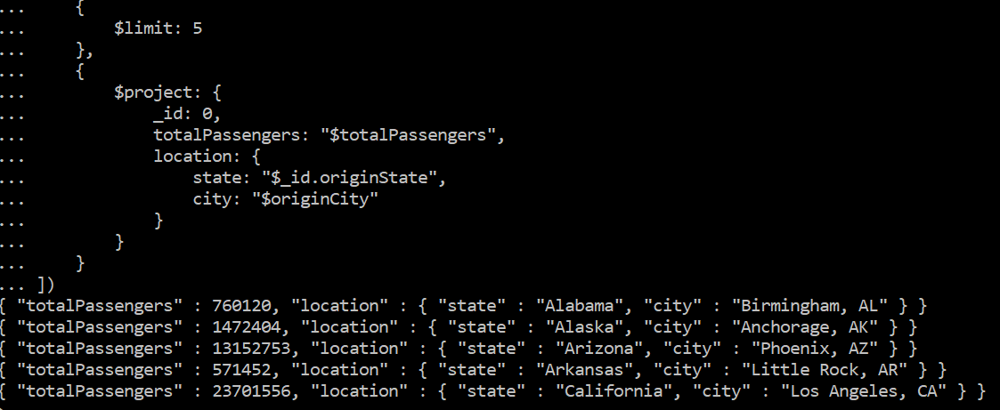 ...     {
...         $limit: 5
...     },
...     {
...         $project: {
...             _id: 0,
...             totalPassengers: "$totalPassengers",
...             location: {
...                 state: "$_id.originState",
...                 city: "$originCity"
...             }
...         }
...     }
... ])
{ "totalPassengers" : 760120, "location" : { "state" : "Alabama", "city" : "Birmingham, AL" } }
{ "totalPassengers" : 1472404, "location" : { "state" : "Alaska", "city" : "Anchorage, AK" } }
{ "totalPassengers" : 13152753, "location" : { "state" : "Arizona", "city" : "Phoenix, AZ" } }
{ "totalPassengers" : 571452, "location" : { "state" : "Arkansas", "city" : "Little Rock, AR" } }
{ "totalPassengers" : 23701556, "location" : { "state" : "California", "city" : "Los Angeles, CA" } }